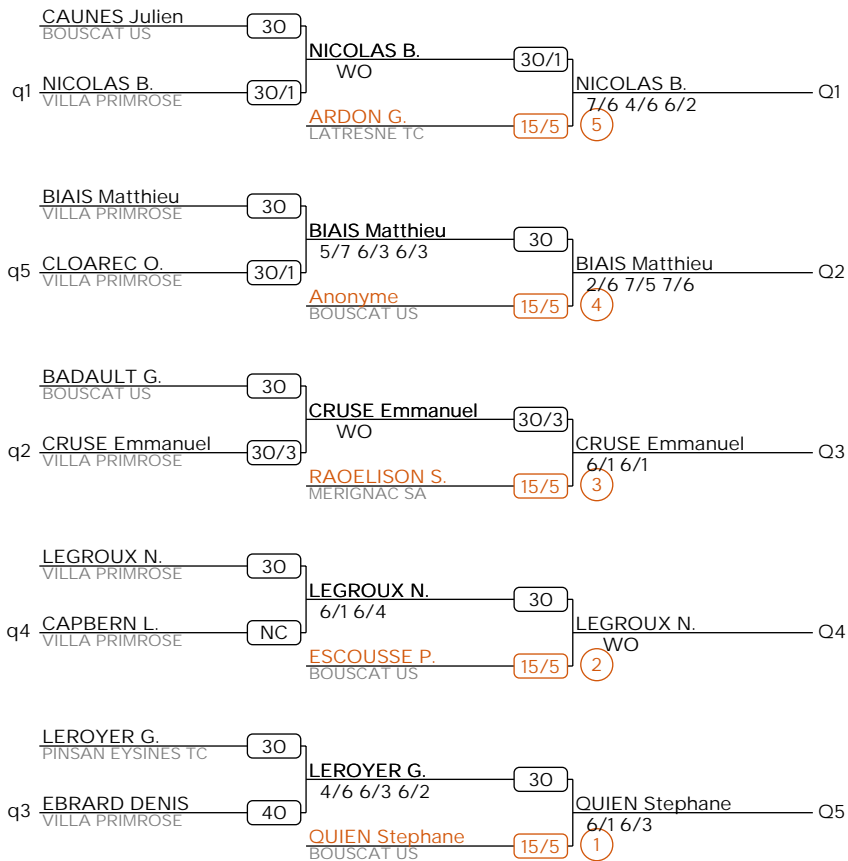 CAUNES Julien
BOUSCAT US
30
NICOLAS B.
WO
30/1
q1 NICOLAS B.
VILLA PRIMROSE
30/1
NICOLAS B.
7/6 4/6 6/2
Q1
ARDON G.
LATRESNE TC
15/5
5
BIAIS Matthieu
VILLA PRIMROSE
30
BIAIS Matthieu
5/7 6/3 6/3
30
q5 CLOAREC O.
VILLA PRIMROSE
30/1
BIAIS Matthieu
2/6 7/5 7/6
Q2
Anonyme
BOUSCAT US
15/5
4
BADAULT G.
BOUSCAT US
30
CRUSE Emmanuel
WO
30/3
q2 CRUSE Emmanuel
VILLA PRIMROSE
30/3
CRUSE Emmanuel
6/1 6/1
Q3
RAOELISON S.
MERIGNAC SA
15/5
3
LEGROUX N.
VILLA PRIMROSE
30
LEGROUX N.
6/1 6/4
30
q4 CAPBERN L.
VILLA PRIMROSE
NC
LEGROUX N.
WO
Q4
ESCOUSSE P.
BOUSCAT US
15/5
2
LEROYER G.
PINSAN EYSINES TC
30
LEROYER G.
4/6 6/3 6/2
30
q3 EBRARD DENIS
VILLA PRIMROSE
40
QUIEN Stephane
6/1 6/3
Q5
QUIEN Stephane
BOUSCAT US
15/5
1